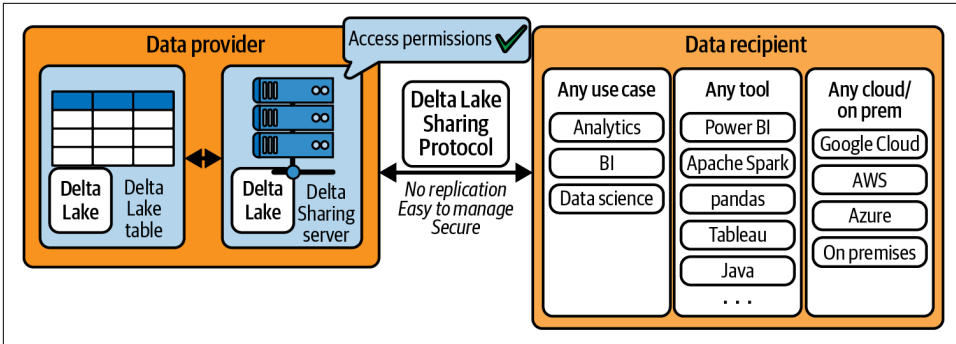 Data provider
Access permissions
Delta
Lake
Delta
Lake
table
Delta
Lake
Delta
Sharing
server
Delta Lake
Sharing
Protocol
No replication
Easy to manage
Secure
Data recipient
Any use case
Analytics
BI
Data science
Any tool
Power BI
Apache Spark
pandas
Tableau
Java
. . .
Any cloud/
on prem
Google Cloud
AWS
Azure
On premises